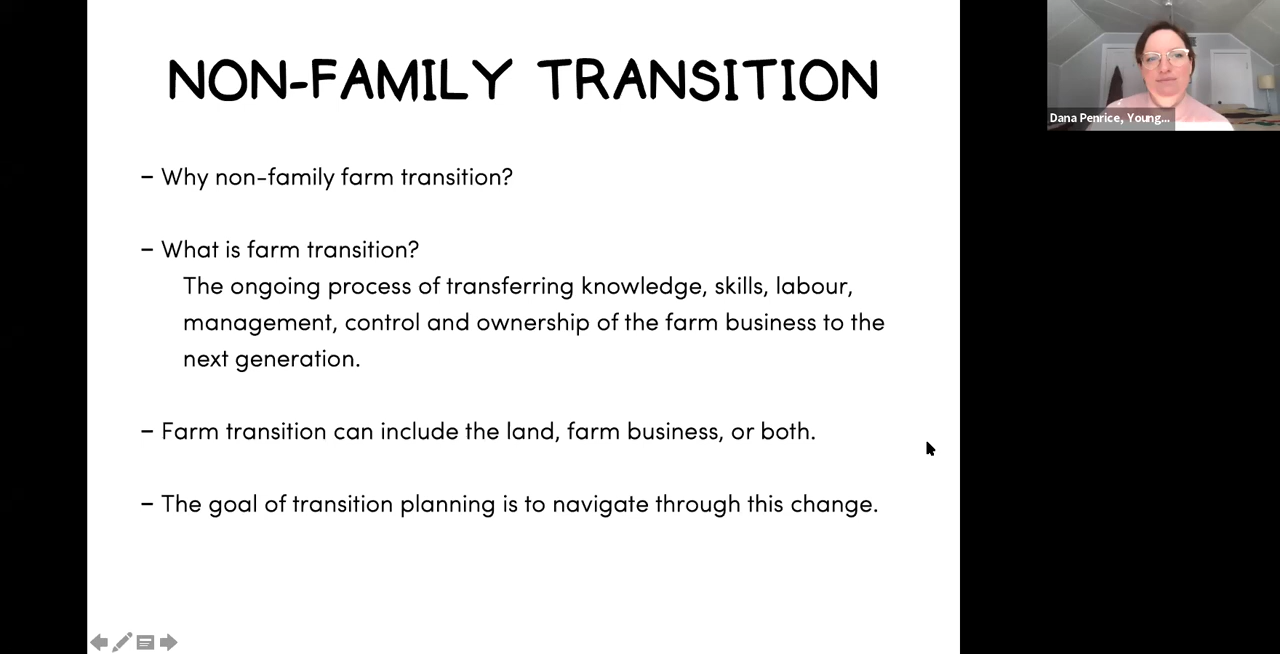 NON-FAMILY TRANSITION
– Why non-family farm transition?
– What is farm transition?
The ongoing process of transferring knowledge, skills, labour,
management, control and ownership of the farm business to the
next generation.
– Farm transition can include the land, farm business, or both.
– The goal of transition planning is to navigate through this change.
Dana Penrice, Young...